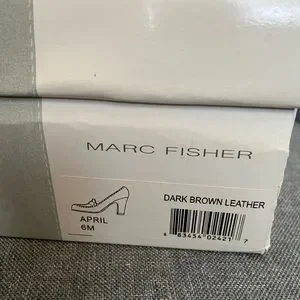 MARC FISHER
DARK BROWN LEATHER
APRIL
6M
8 83454 02421 7